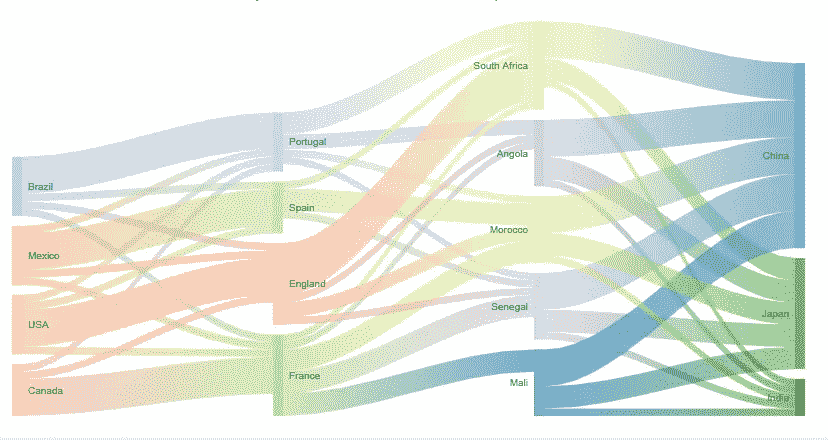 South Africa
Portugal
Angola
China
Brazil
Spain
Morocco
Mexico
England
Senegal
Japan
USA
France
Mali
Canada
India